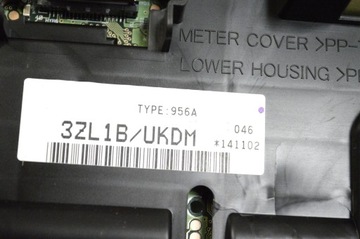 METER COVER >PP-
LOWER HOUSING >P
TYPE:956A
3ZL1B/UKDM
046
*141102